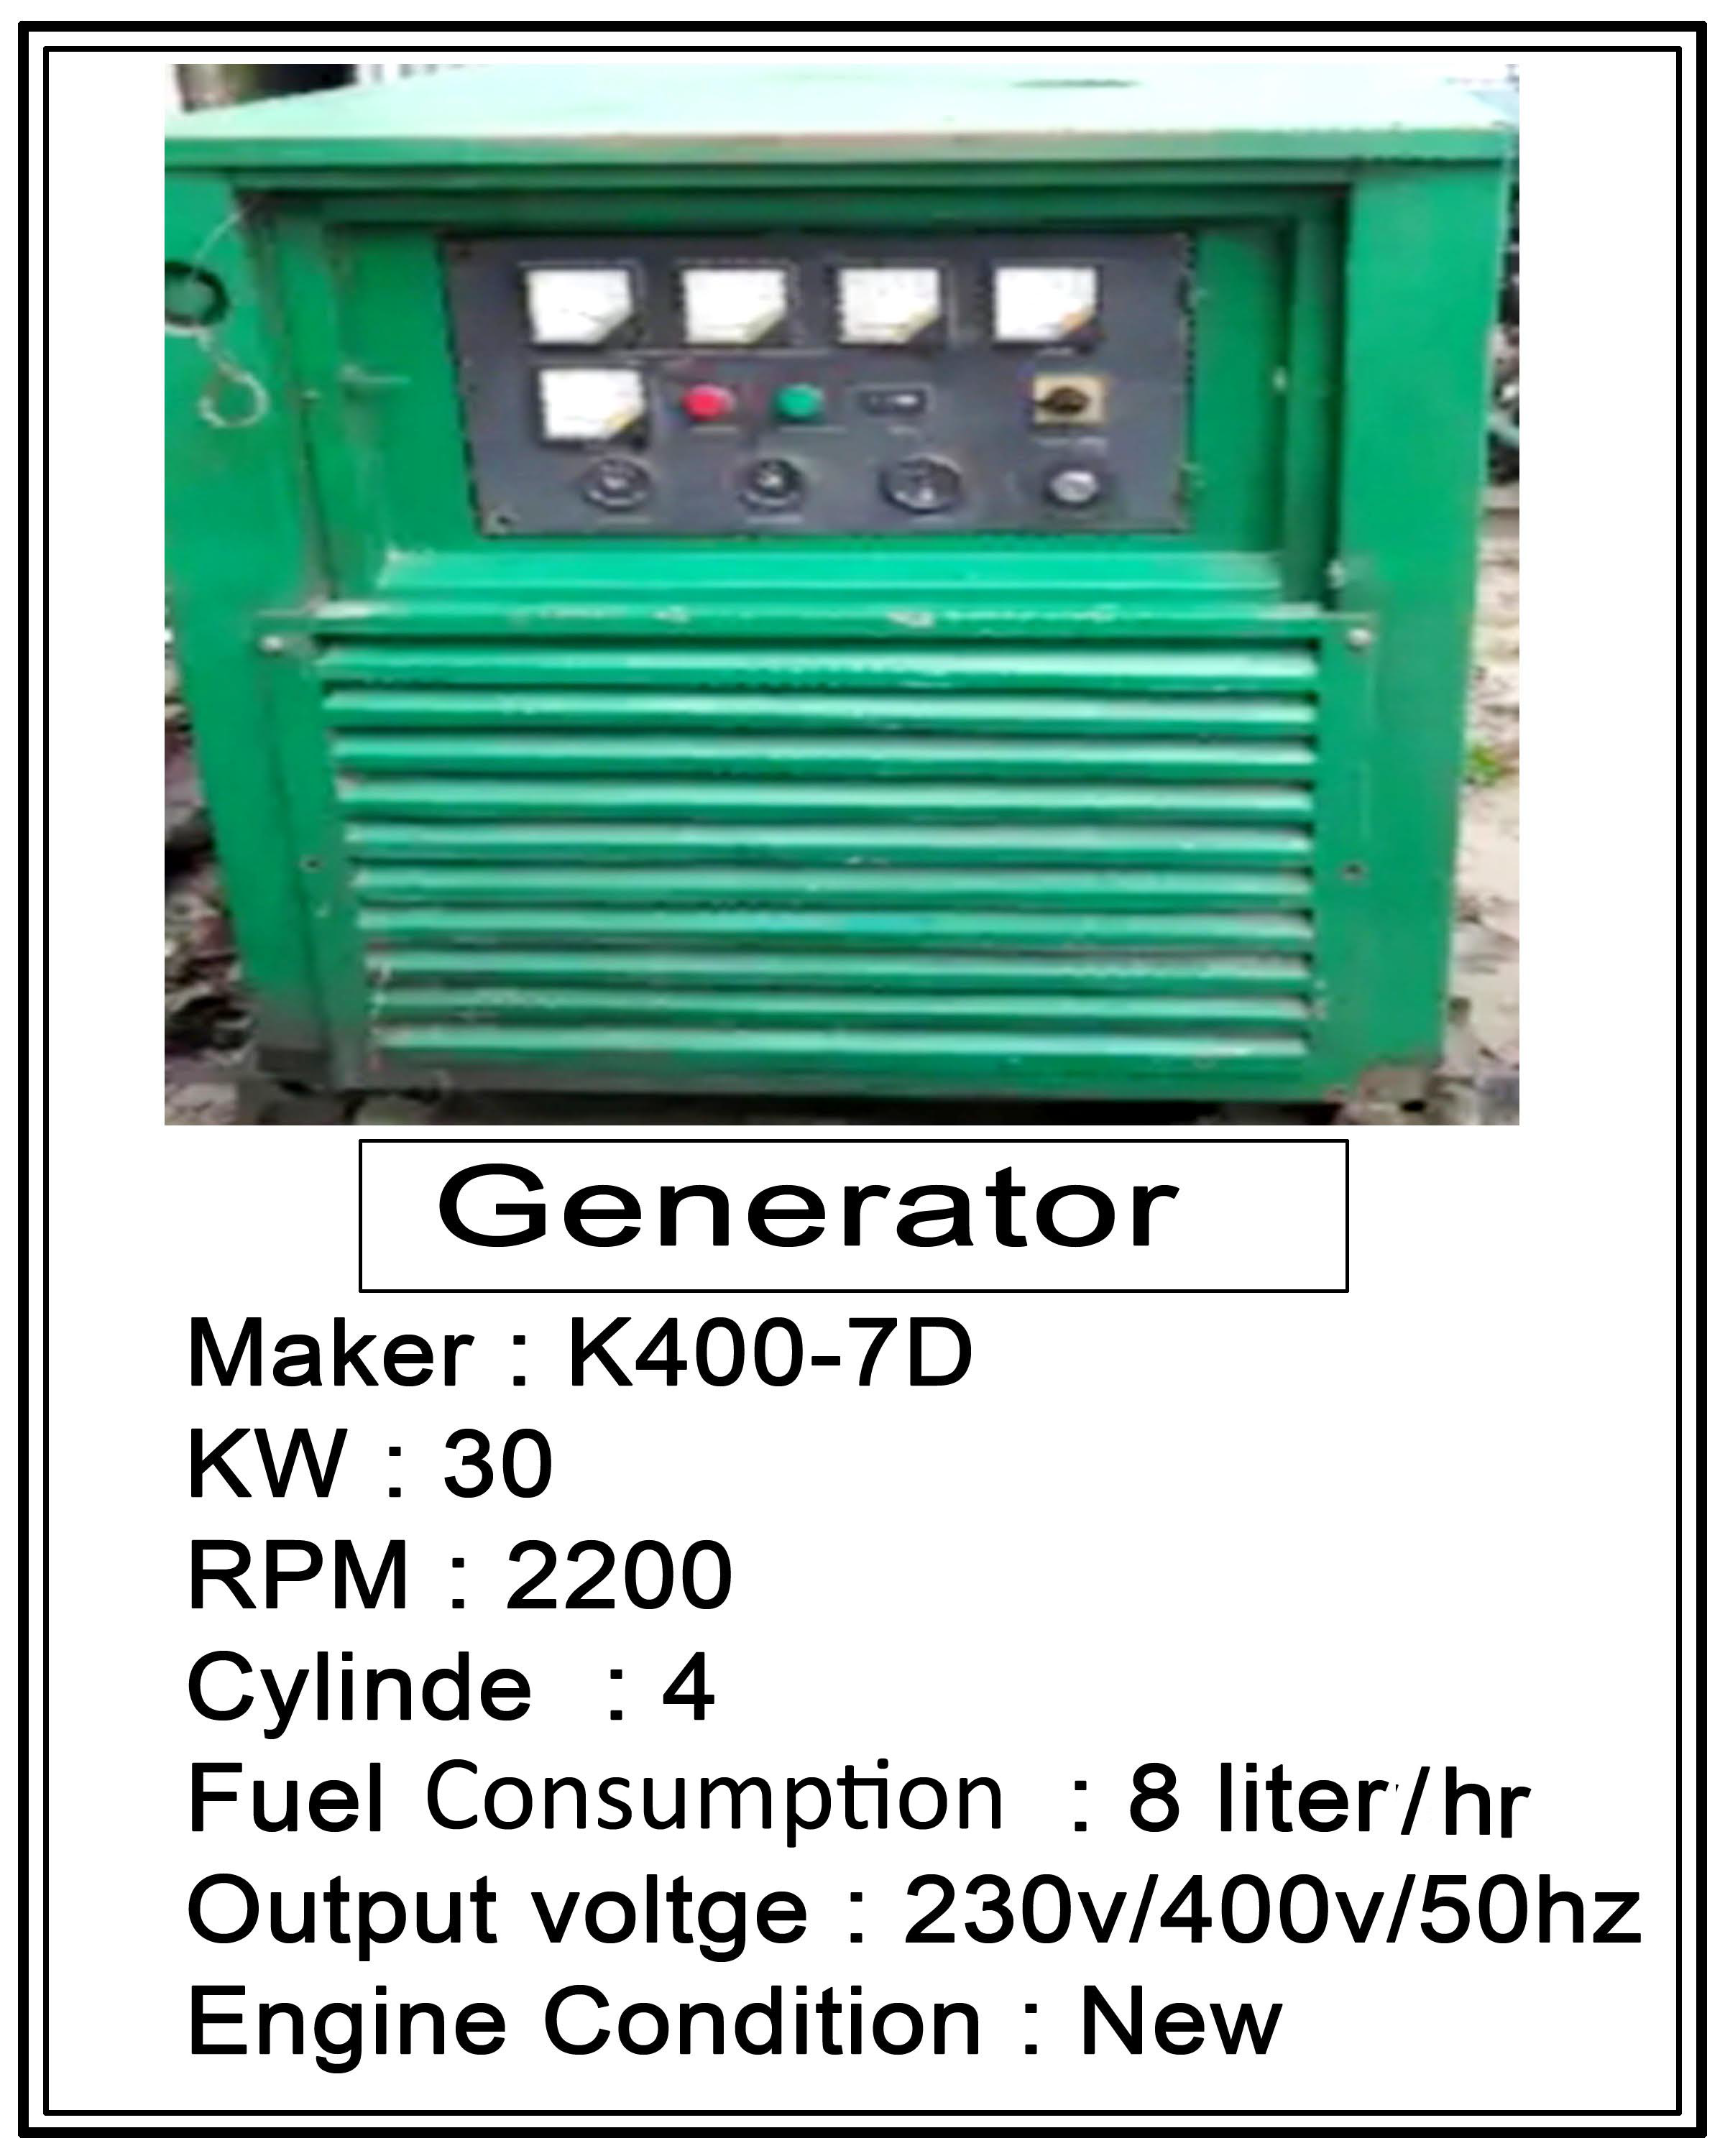 Generator
Maker : K400-7D
KW : 30
RPM : 2200
Cylinde : 4
Fuel Consumption : 8 liter/hr
Output voltge : 230v/400v/50hz
Engine Condition : New